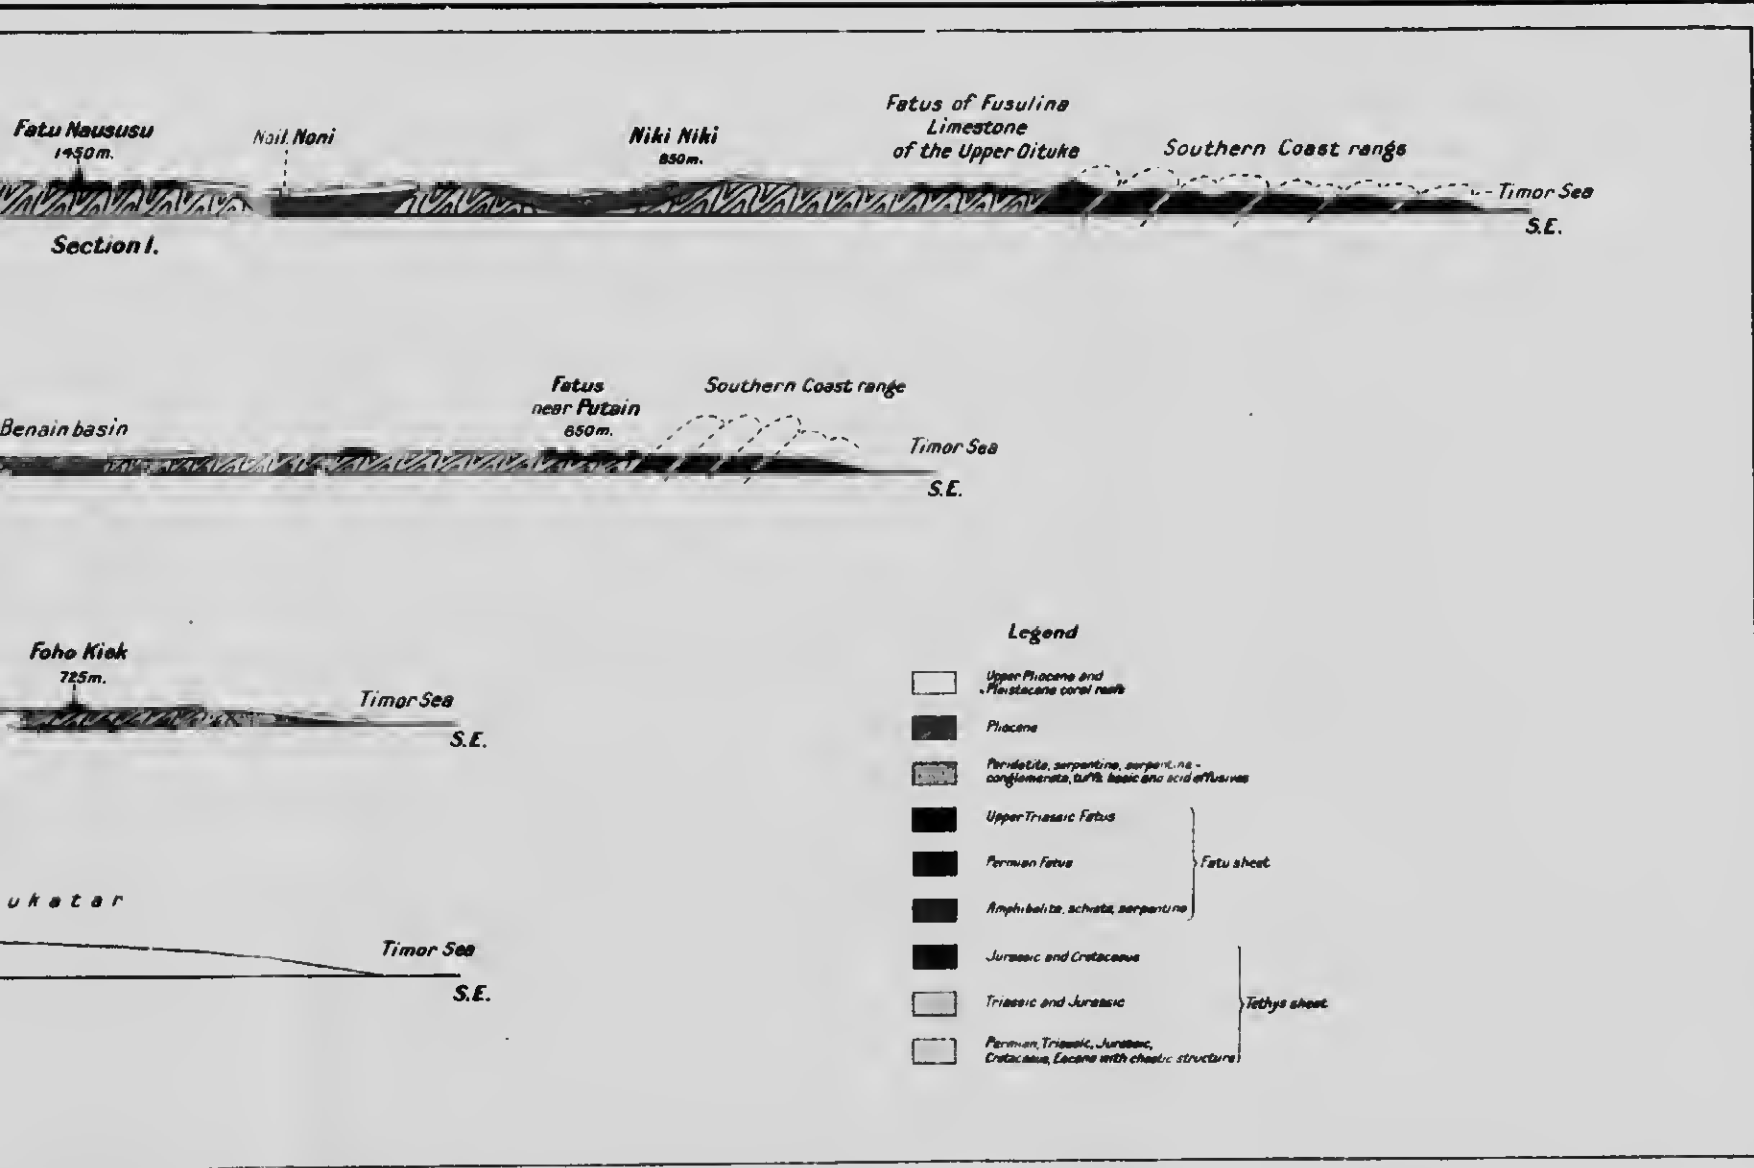 Fatu Naususu
1450m.
Noil Noni
Niki Niki
850m.
Fatus of Fusulina
Limestone
of the Upper Oituke
Southern Coast range
Timor Sea
S.E.
Section I.
Benain basin
Fatus
near Putain
650m.
Southern Coast range
Timor Sea
S.E.
Foho Kiak
725m.
Timor Sea
S.E.
ukatar
Timor Sea
S.E.
Legend
Upper Pliocene and
Pleistocene coral reefs
Pliocene
Peridotite, serpentine, serpentine-
conglomerate, tuffs, basic and acid effusives
Upper Triassic Fatus
Permian Fatus
Amphibolite, schists, serpentine
Fatu sheet
Jurassic and Cretaceous
Triassic and Jurassic
Permian, Triassic, Jurassic,
Cretaceous, Eocene with chaotic structure
Tethys sheet